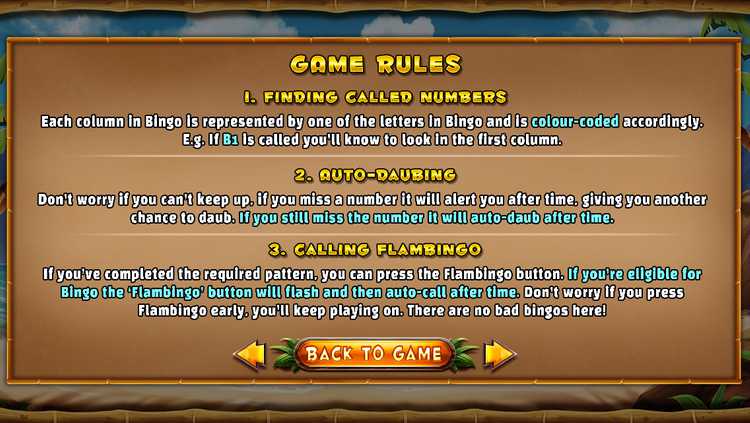 GAME RULES
1. FINDING CALLED NUMBERS
Each column in Bingo is represented by one of the letters in Bingo and is colour-coded accordingly.
E.g. If B1 is called you'll know to look in the first column.
2. AUTO-DAUBING
Don't worry if you can't keep up, if you miss a number it will alert you after time, giving you another
chance to daub. If you still miss the number it will auto-daub after time.
3. CALLING FLAMBINGO
If you've completed the required pattern, you can press the Flambingo button. If you're eligible for
Bingo the 'Flambingo' button will flash and then auto-call after time. Don't worry if you press
Flambingo early, you'll keep playing on. There are no bad bingos here!
BACK TO GAME